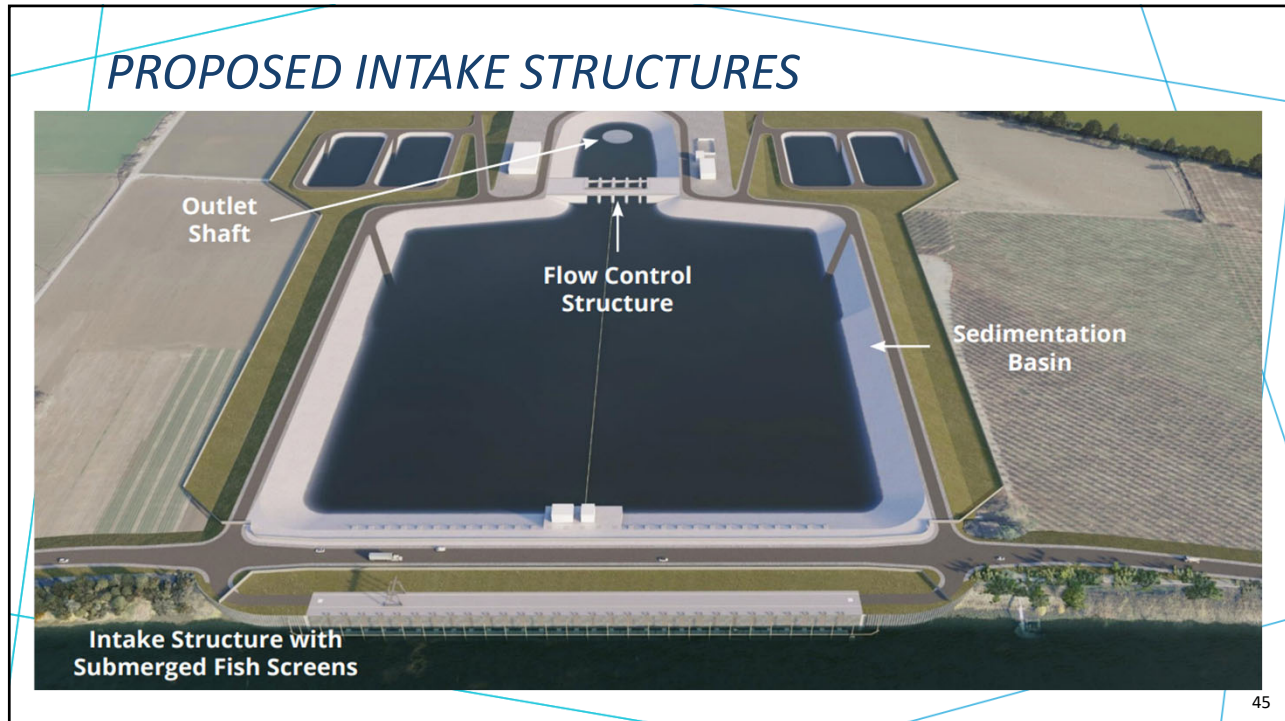 PROPOSED INTAKE STRUCTURES
Outlet
Shaft
Flow Control
Structure
Sedimentation
Basin
Intake Structure with
Submerged Fish Screens
45